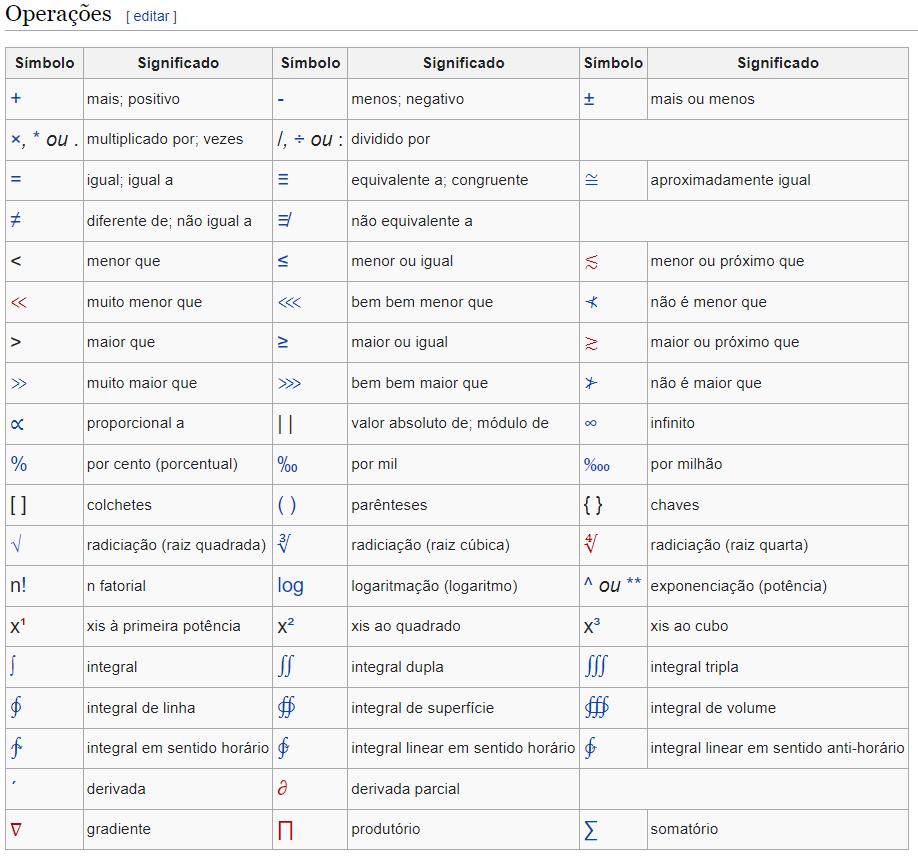 Operações [ editar ]
Símbolo Significado Símbolo Significado Símbolo Significado
+ mais; positivo - menos; negativo ± mais ou menos
×, * ou . multiplicado por; vezes /, ÷ ou : dividido por
= igual; igual a ≡ equivalente a; congruente ≅ aproximadamente igual
≠ diferente de; não igual a ≡/ não equivalente a
< menor que ≤ menor ou igual ≲ menor ou próximo que
≪ muito menor que ⋘ bem bem menor que ≮ não é menor que
> maior que ≥ maior ou igual ≳ maior ou próximo que
≫ muito maior que ⋙ bem bem maior que ≯ não é maior que
∝ proporcional a | | valor absoluto de; módulo de ∞ infinito
% por cento (porcentual) ‰ por mil ‱ por milhão
[ ] colchetes ( ) parênteses { } chaves
√ radiciação (raiz quadrada) ∛ radiciação (raiz cúbica) ∜ radiciação (raiz quarta)
n! n fatorial log logaritmação (logaritmo) ^ ou ** exponenciação (potência)
x¹ xis à primeira potência x² xis ao quadrado x³ xis ao cubo
∫ integral ∬ integral dupla ∭ integral tripla
∮ integral de linha ∯ integral de superfície ∰ integral de volume
∱ integral em sentido horário ∲ integral linear em sentido horário ∳ integral linear em sentido anti-horário
′ derivada ∂ derivada parcial
∇ gradiente ∏ produtório ∑ somatório